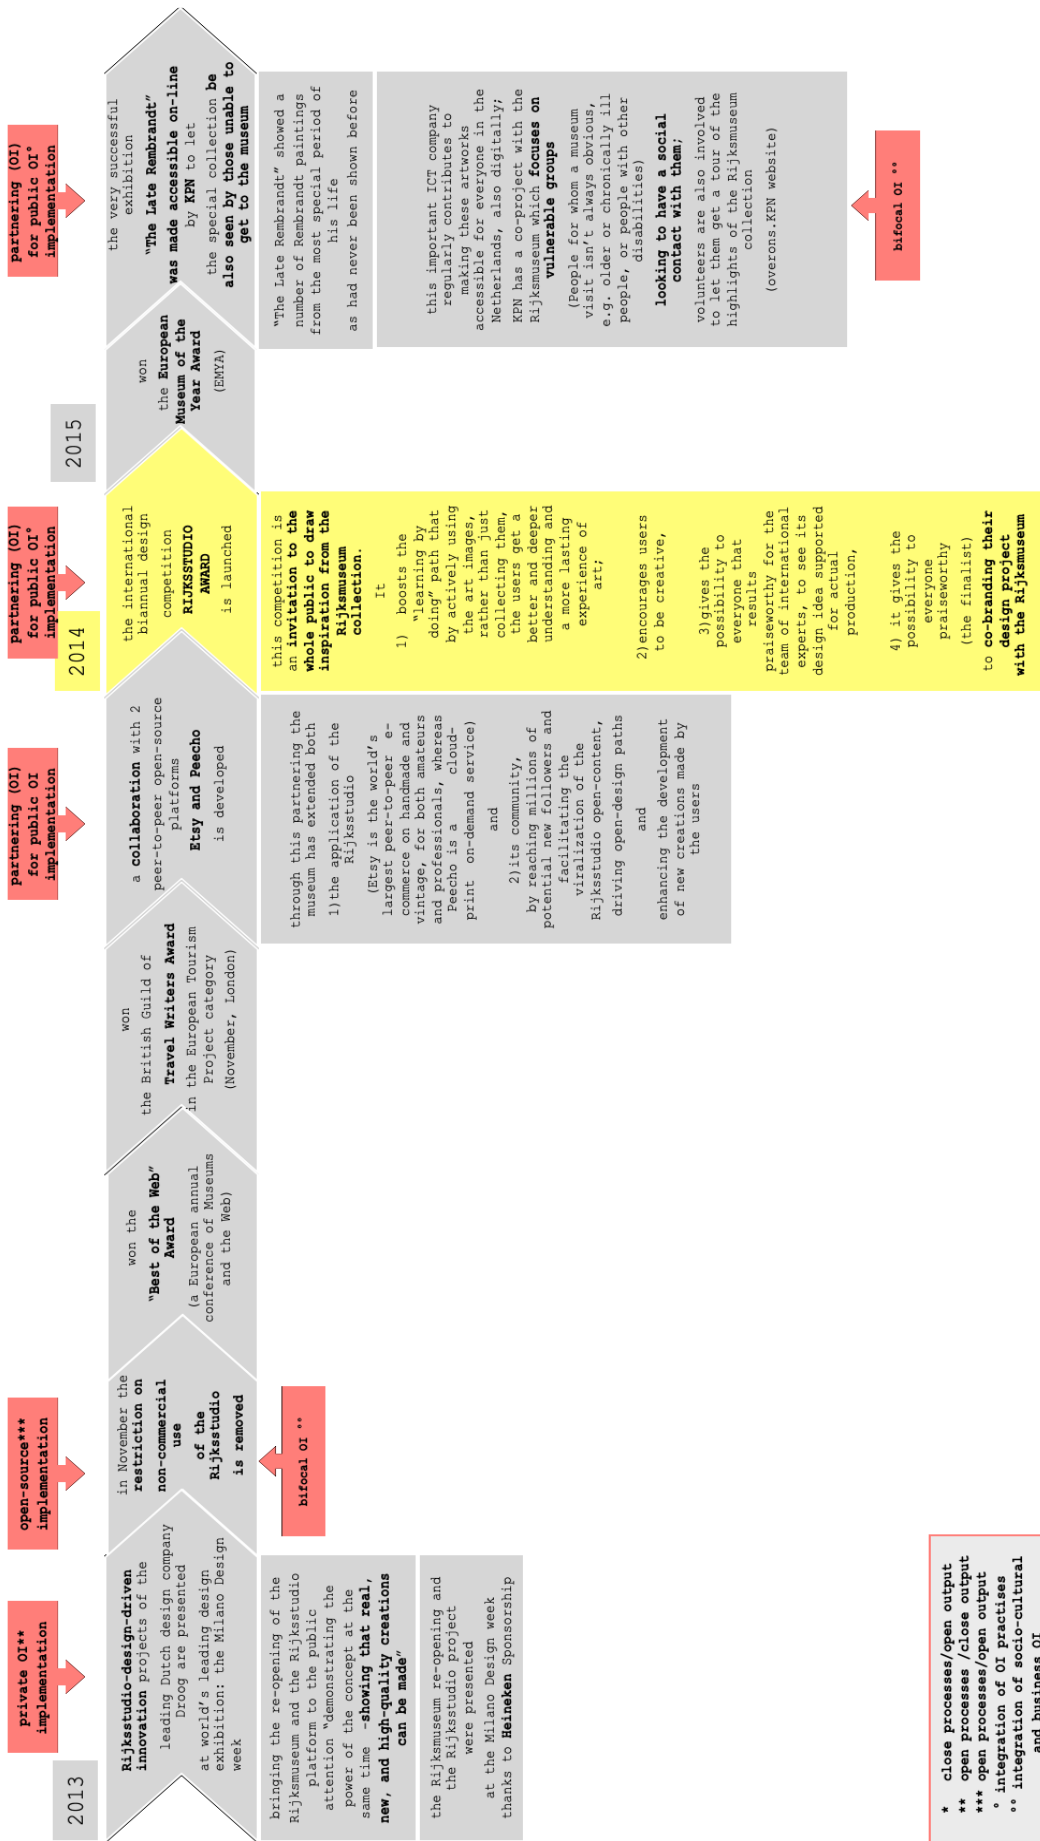 2013
private OI**
implementation
Rijksstudio-design-driven
innovation projects of the
leading Dutch design company
Droog are presented
at world's leading design
exhibition: the Milano Design
week
bringing the re-opening of the
Rijksmuseum and the Rijksstudio
platform to the public
attention "demonstrating the
power of the concept at the
same time -showing that real,
new, and high-quality creations
can be made"
the Rijksmuseum re-opening and
the Rijksstudio project
were presented
at the Milano Design week
thanks to Heineken Sponsorship
open-source***
implementation
in November the
restriction on
non-commercial
use
of the
Rijksstudio
is removed
bifocal OI °°
won the
"Best of the Web"
Award
(a European annual
conference of Museums
and the Web)
won
the British Guild of
Travel Writers Award
in the European Tourism
Project category
(November, London)
partnering (OI)
for public OI
implementation
a collaboration with 2
peer-to-peer open-source
platforms
Etsy and Peecho
is developed
through this partnering the
museum has extended both
1)the application of the
Rijksstudio
(Etsy is the world's
largest peer-to-peer e-
commerce on handmade and
vintage, for both amateurs
and professionals, whereas
Peecho is a cloud-
print on-demand service)
and
2)its community,
by reaching millions of
potential new followers and
facilitating the
viralization of the
Rijksstudio open-content,
driving open-design paths
and
enhancing the development
of new creations made by
the users
2014
partnering (OI)
for public OI°
implementation
the international
biannual design
competition
RIJKSSTUDIO
AWARD
is launched
this competition is
an invitation to the
whole public to draw
inspiration from the
Rijksmuseum
collection.
It
1) boosts the
"learning by
doing" path that
by actively using
the art images,
rather than just
collecting them,
the users get a
better and deeper
understanding and
a more lasting
experience of
art;
2)encourages users
to be creative,
3)gives the
possibility to
everyone that
results
praiseworthy for the
team of international
experts, to see its
design idea supported
for actual
production,
4) it gives the
possibility to
everyone
praiseworthy
(the finalist)
to co-branding their
design project
with the Rijksmuseum
2015
won
the European
Museum of the
Year Award
(EMYA)
partnering (OI)
for public OI°
implementation
the very successful
exhibition
"The Late Rembrandt"
was made accessible on-line
by KPN to let
the special collection be
also seen by those unable to
get to the museum
"The Late Rembrandt" showed a
number of Rembrandt paintings
from the most special period of
his life
as had never been shown before
this important ICT company
regularly contributes to
making these artworks
accessible for everyone in the
Netherlands, also digitally;
KPN has a co-project with the
Rijksmuseum which focuses on
vulnerable groups
(People for whom a museum
visit isn't always obvious,
e.g. older or chronically ill
people, or people with other
disabilities)
looking to have a social
contact with them;
volunteers are also involved
to let them get a tour of the
highlights of the Rijksmuseum
collection
(overons.KPN website)
bifocal OI °°
* close processes/open output
** open processes /close output
*** open processes/open output
° integration of OI practises
°° integration of socio-cultural
and business OI